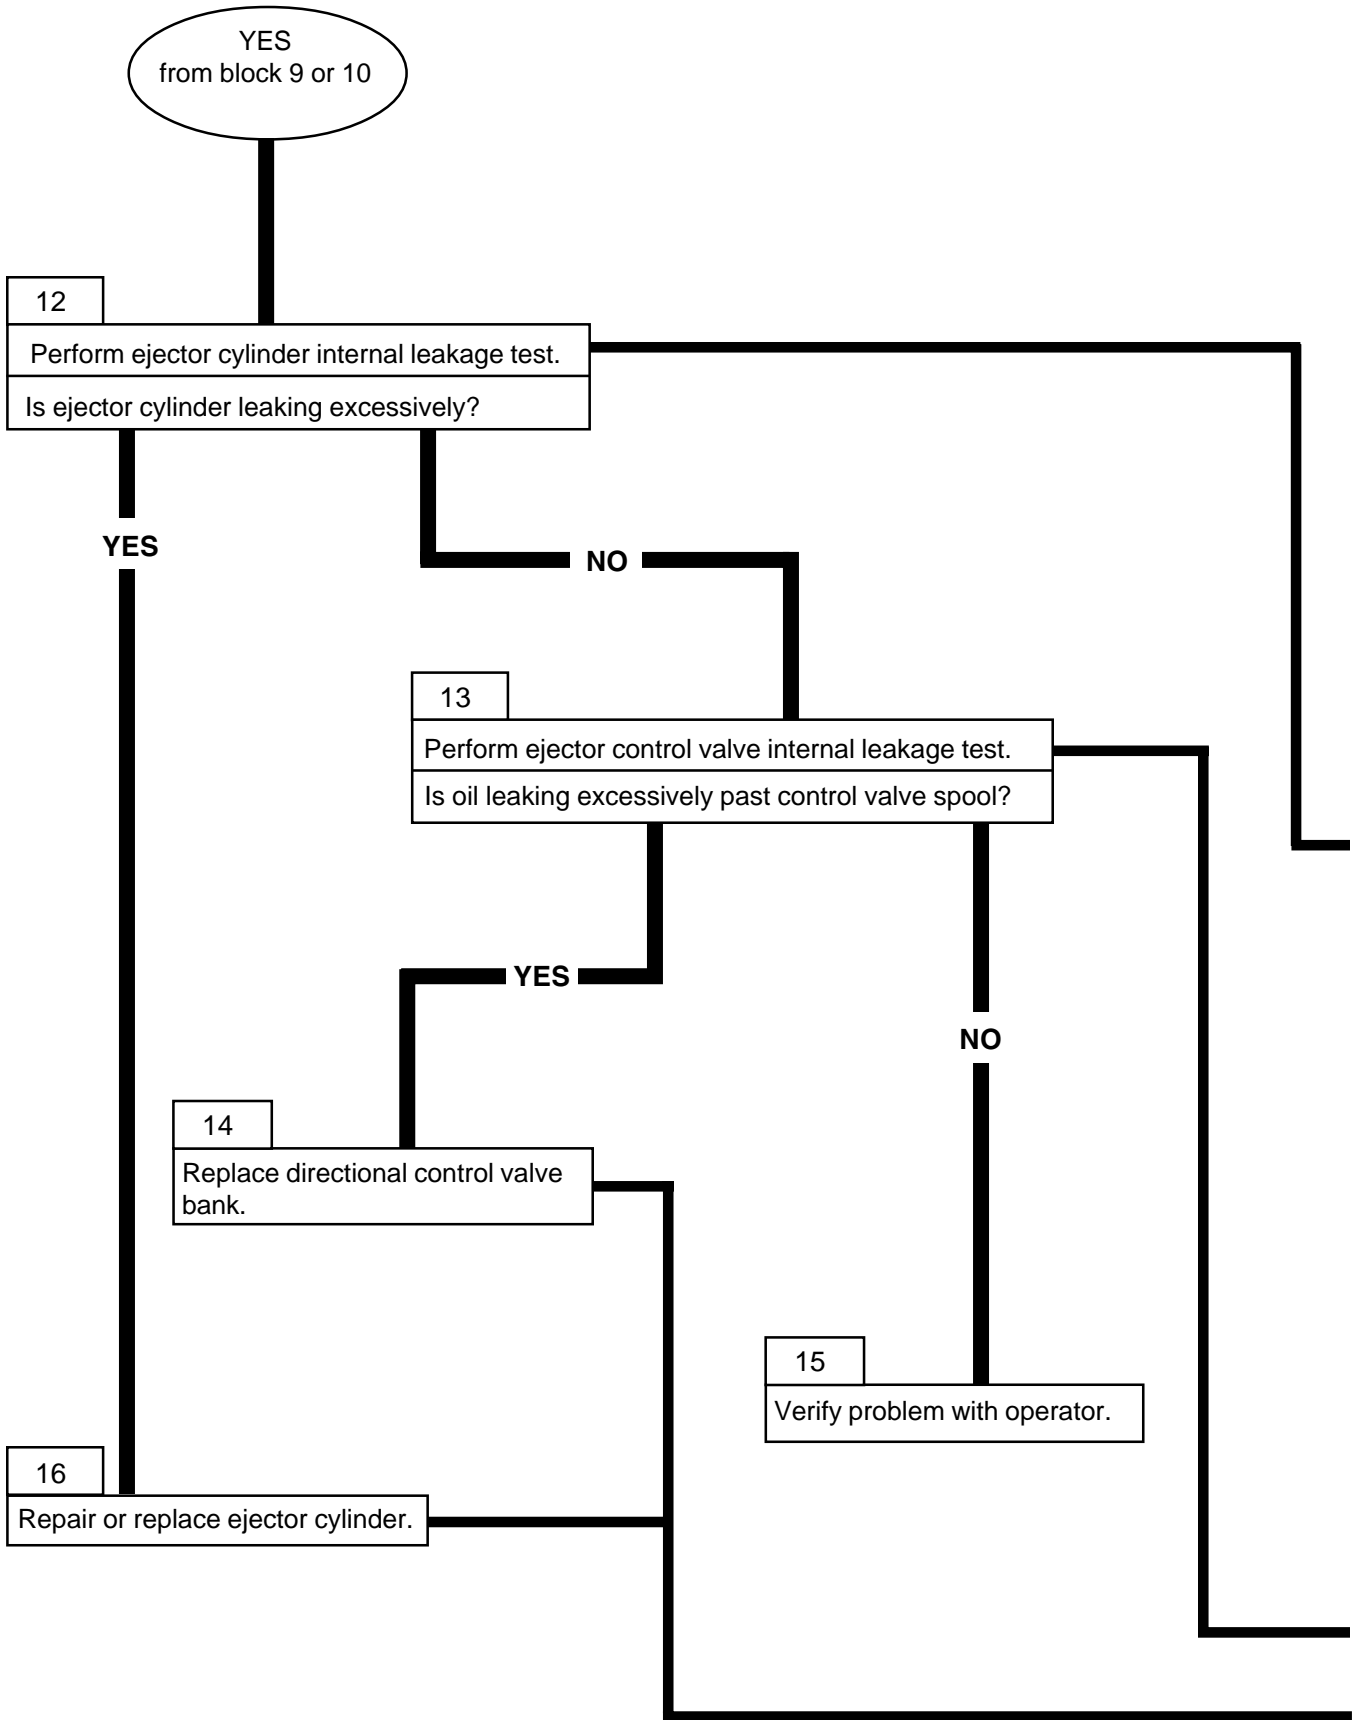 YES
from block 9 or 10
12
Perform ejector cylinder internal leakage test.
Is ejector cylinder leaking excessively?
YES
NO
13
Perform ejector control valve internal leakage test.
Is oil leaking excessively past control valve spool?
YES
NO
14
Replace directional control valve
bank.
15
Verify problem with operator.
16
Repair or replace ejector cylinder.